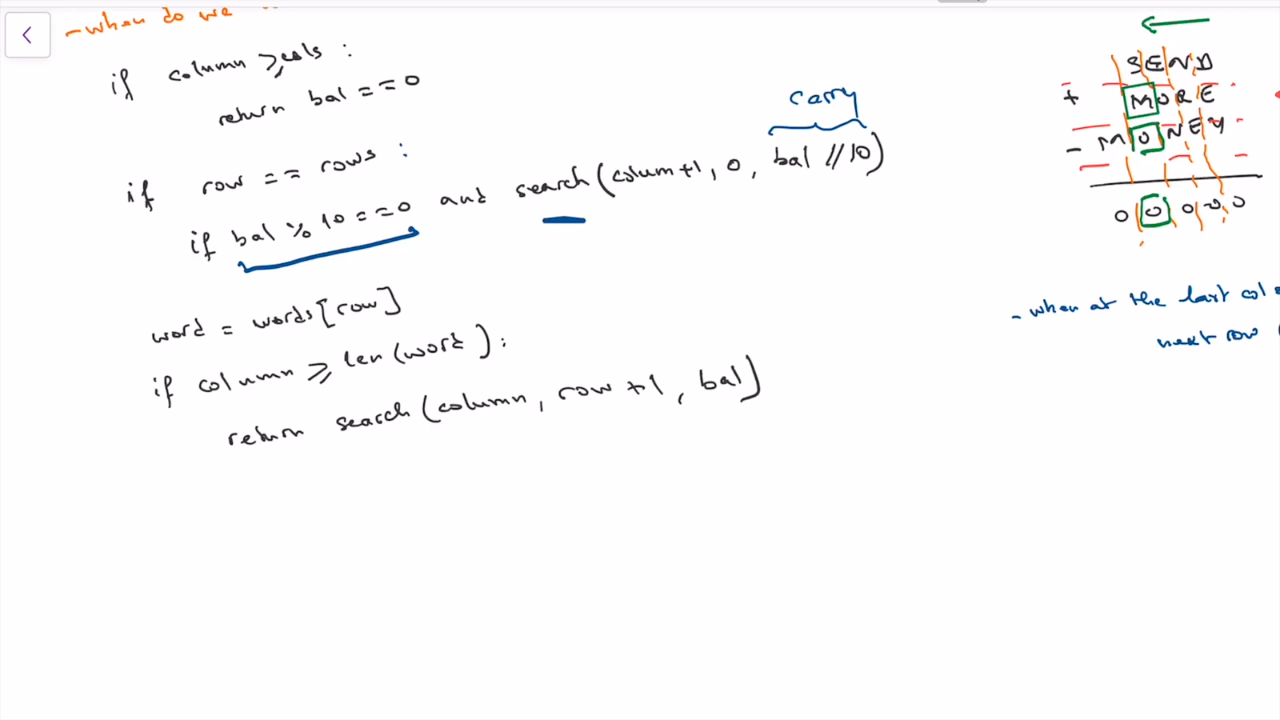 - when do we
if column >= cols :
return bal == 0
if row == rows :
carry
if bal % 10 == 0 and search (colum+1, 0, bal // 10)
word = words[row]
if column >= len (word) :
return search (column, row +1, bal)
←
SEND
+ MORE
- MONEY
0 0 0 0 0
- when at the last col
next row